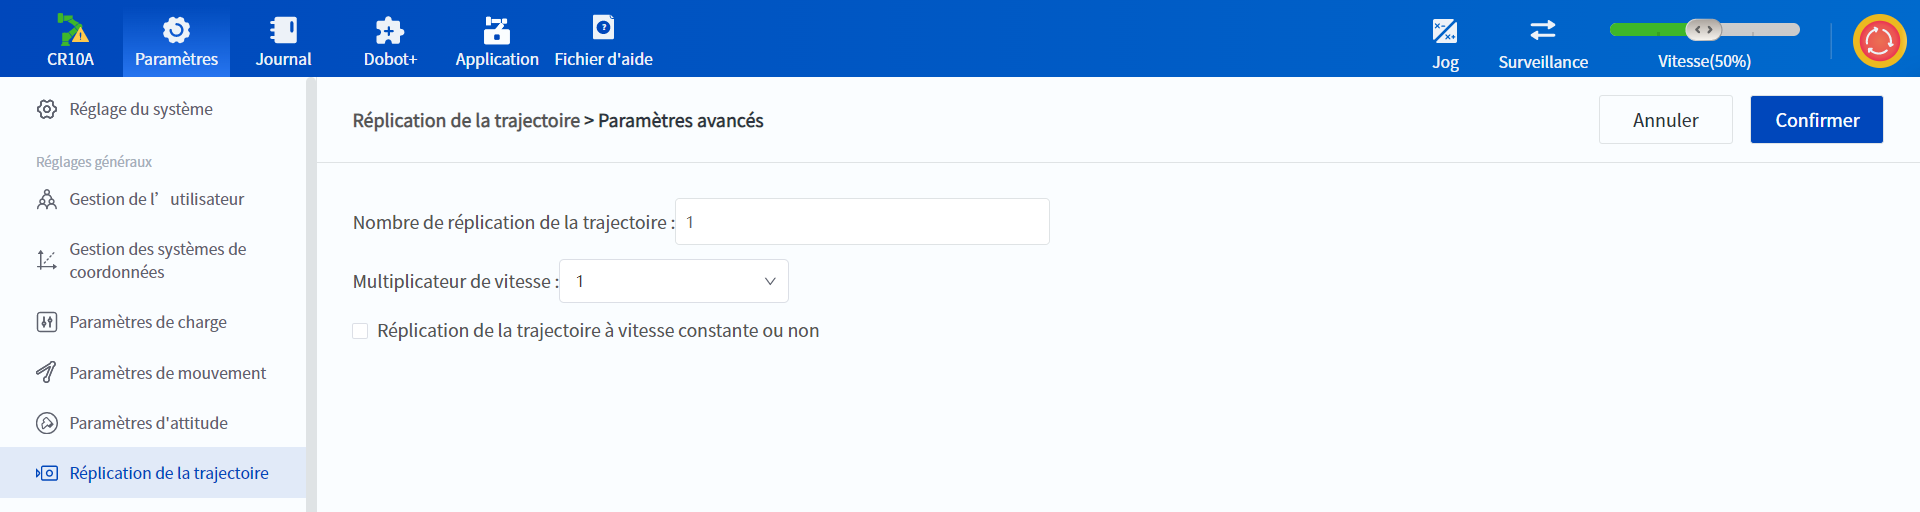 CR10A
Paramètres
Journal
Dobot+
Application
Fichier d'aide
Jog
Surveillance
Vitesse(50%)
Réglage du système
Réglages généraux
Gestion de l’utilisateur
Gestion des systèmes de
coordonnées
Paramètres de charge
Paramètres de mouvement
Paramètres d'attitude
Réplication de la trajectoire
Réplication de la trajectoire > Paramètres avancés
Annuler
Confirmer
Nombre de réplication de la trajectoire : 1
Multiplicateur de vitesse : 1
Réplication de la trajectoire à vitesse constante ou non